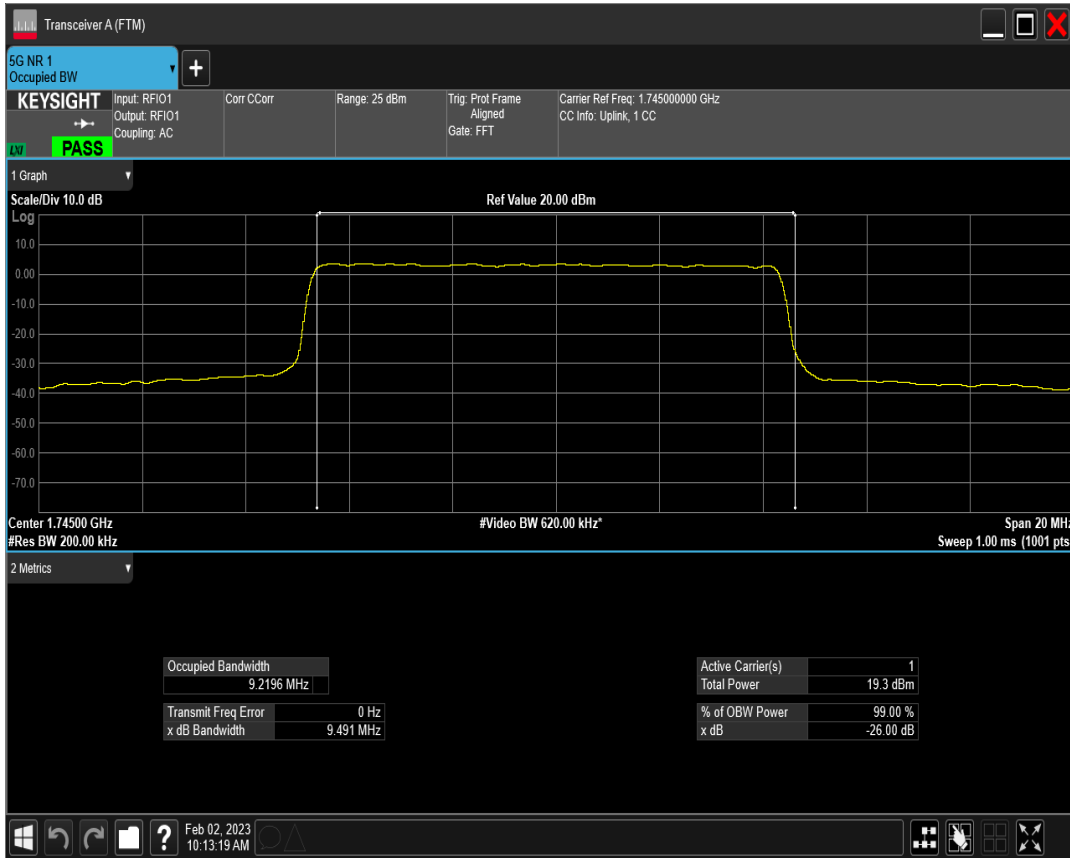 Transceiver A (FTM)
5G NR 1
Occupied BW
+
KEYSIGHT
LXI
PASS
Input: RFIO1
Output: RFIO1
Coupling: AC
Corr CCorr
Range: 25 dBm
Trig: Prot Frame
Aligned
Gate: FFT
Carrier Ref Freq: 1.745000000 GHz
CC Info: Uplink, 1 CC
1 Graph
Scale/Div 10.0 dB
Ref Value 20.00 dBm
Log
10.0
0.00
-10.0
-20.0
-30.0
-40.0
-50.0
-60.0
-70.0
Center 1.74500 GHz
#Video BW 620.00 kHz*
Span 20 MHz
#Res BW 200.00 kHz
Sweep 1.00 ms (1001 pts
2 Metrics
Occupied Bandwidth
9.2196 MHz
Transmit Freq Error 0 Hz
x dB Bandwidth 9.491 MHz
Active Carrier(s) 1
Total Power 19.3 dBm
% of OBW Power 99.00 %
x dB -26.00 dB
?
Feb 02, 2023
10:13:19 AM